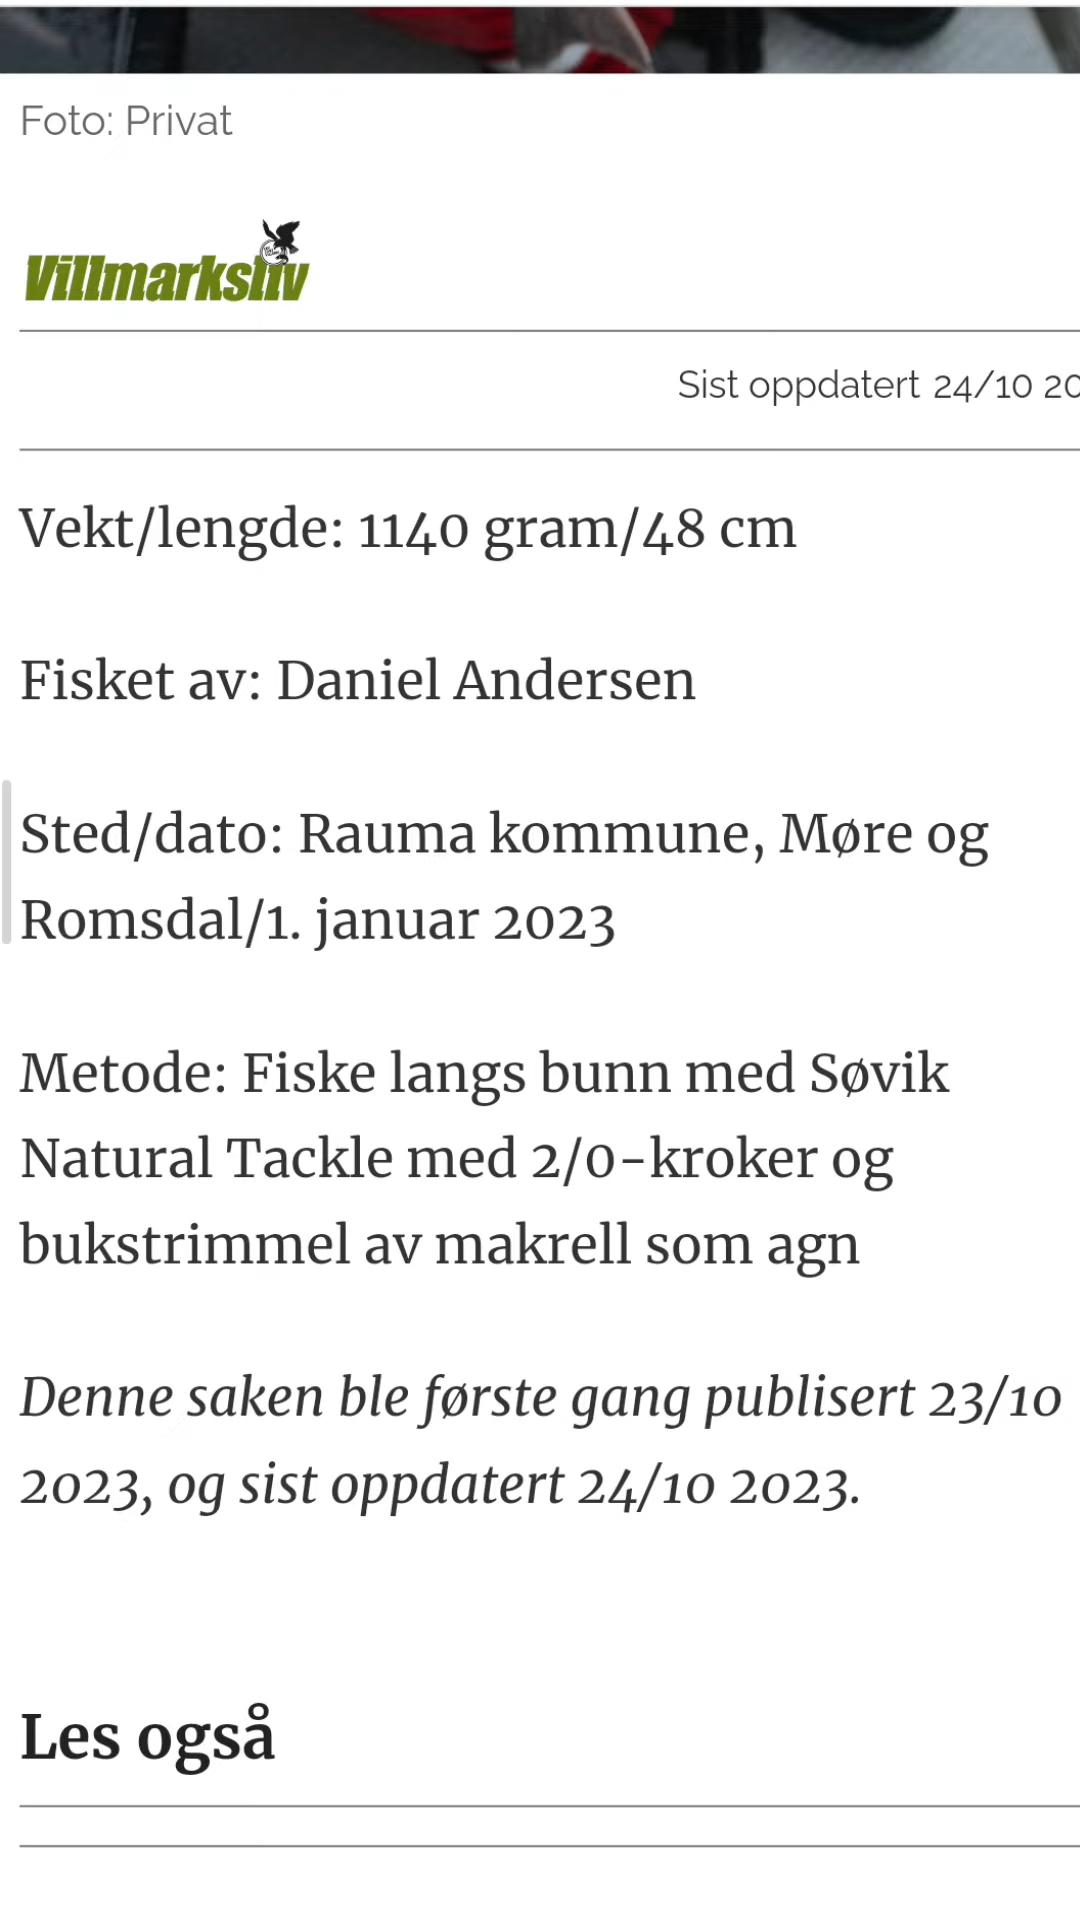 Foto: Privat
Villmarksliv
Sist oppdatert 24/10 20
Vekt/lengde: 1140 gram/48 cm
Fisket av: Daniel Andersen
Sted/dato: Rauma kommune, Møre og
Romsdal/1. januar 2023
Metode: Fiske langs bunn med Søvik
Natural Tackle med 2/0-kroker og
bukstrimmel av makrell som agn
Denne saken ble første gang publisert 23/10
2023, og sist oppdatert 24/10 2023.
Les også